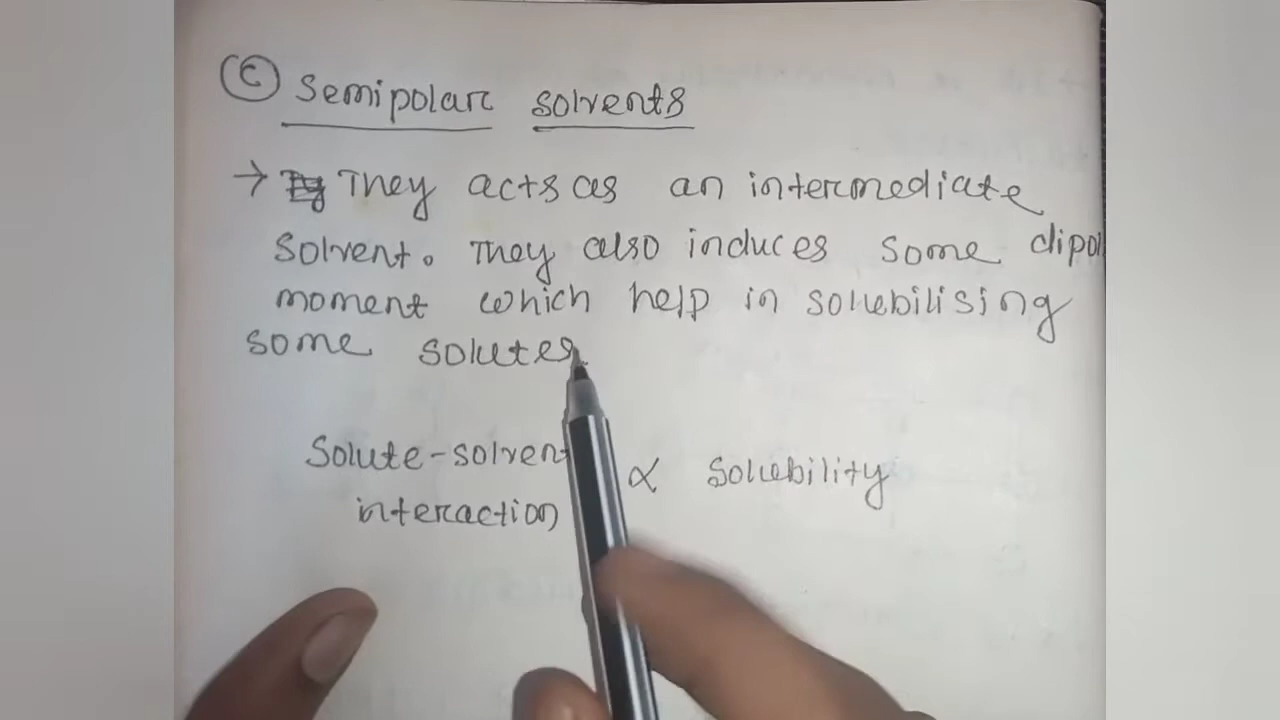 (C) Semipolar solvents
→ They acts as an intermediate
solvent. They also induces some dipol
moment which help in solubilising
some solutes
Solute-solvent ∝ Solubility
interaction